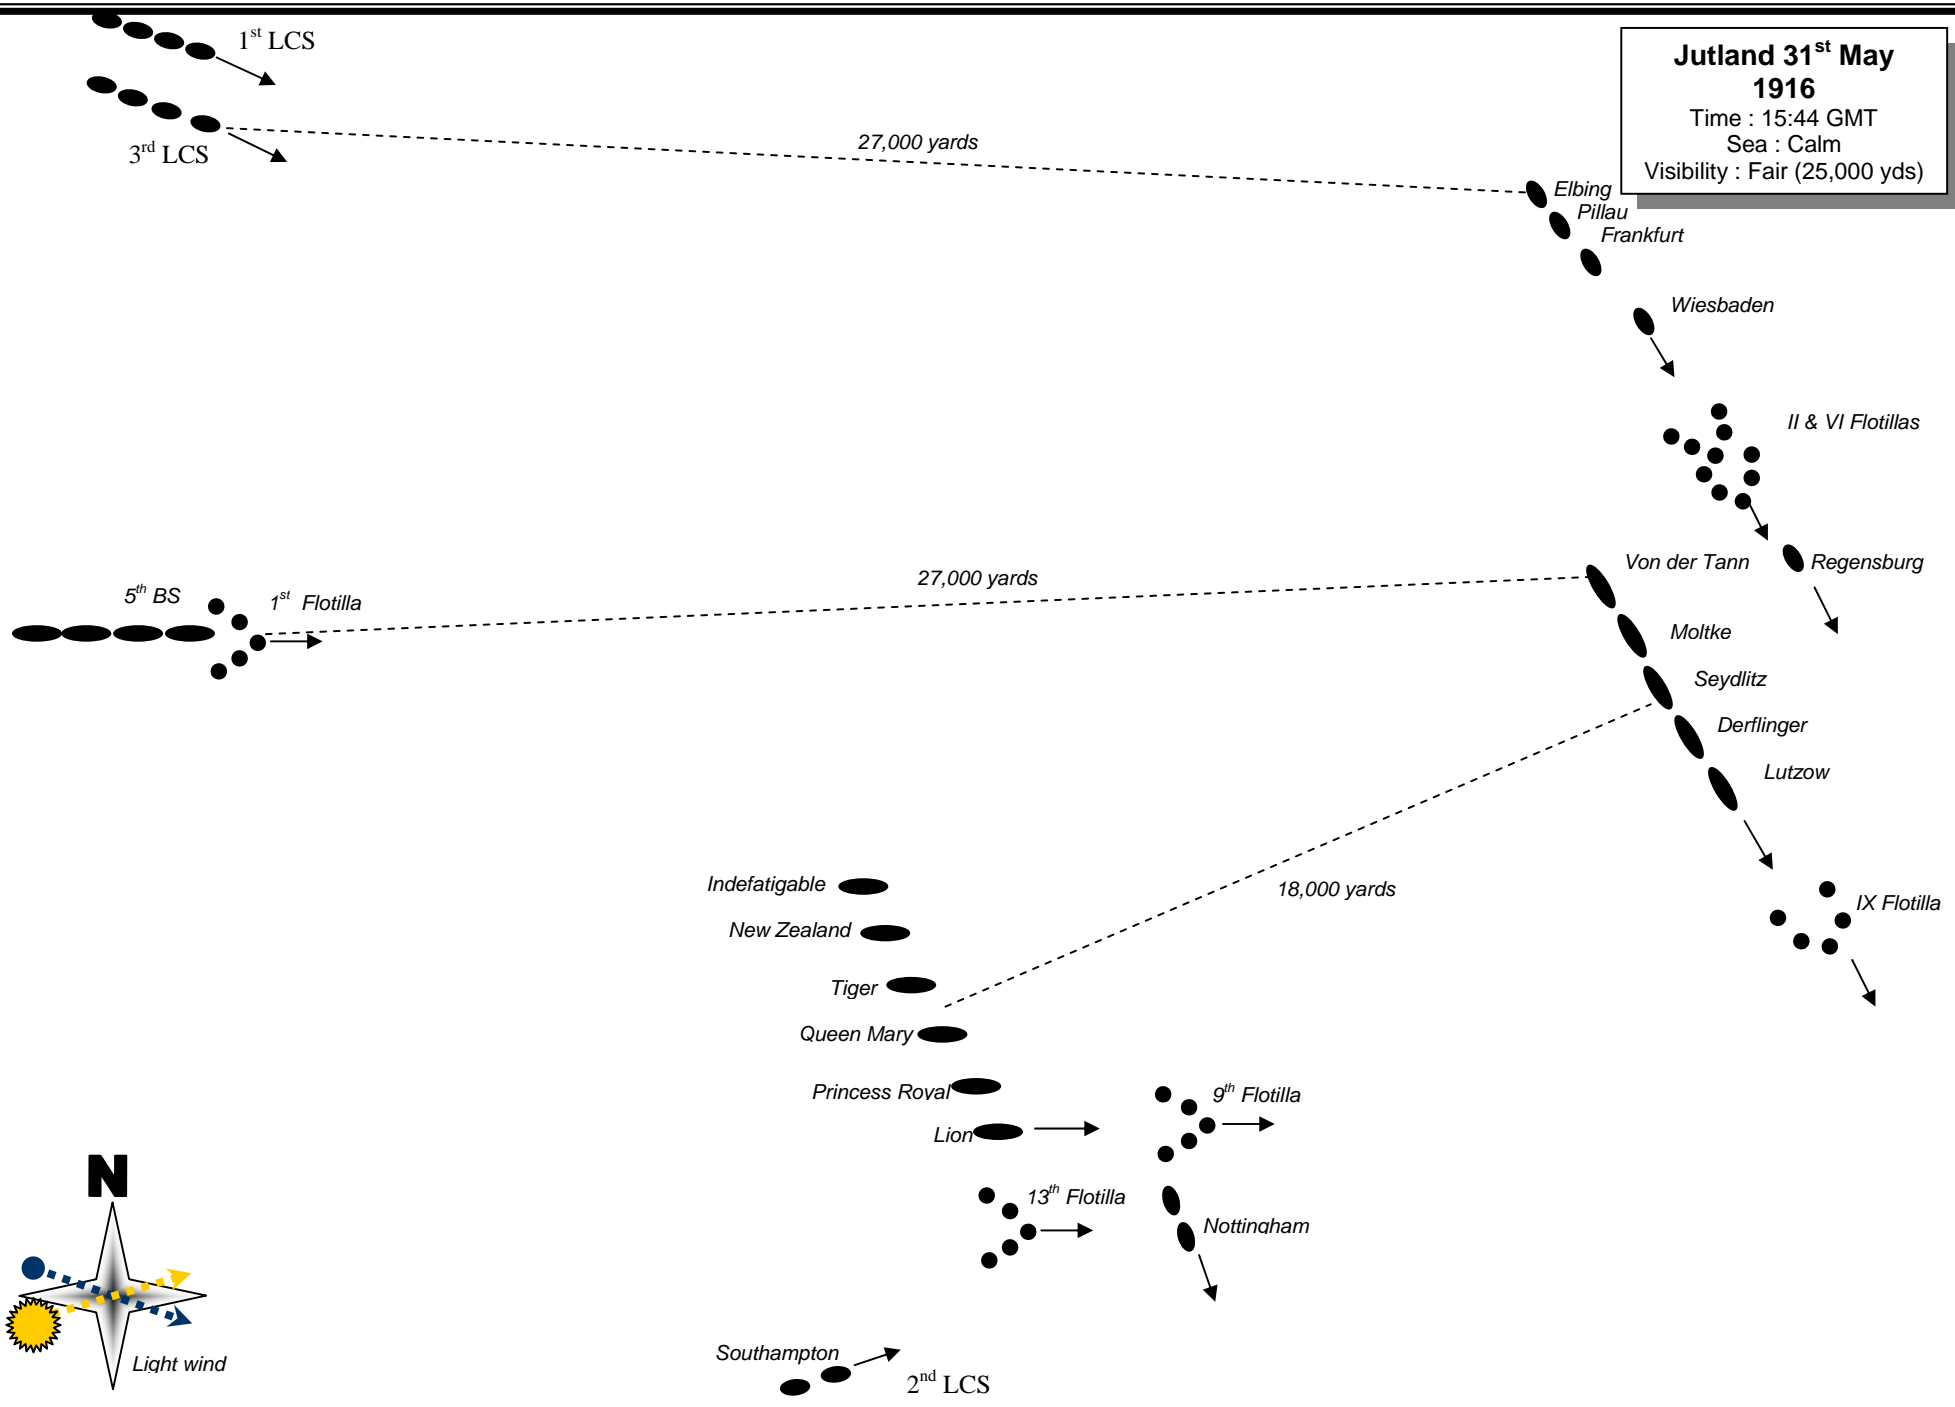 1st LCS
Jutland 31st May
1916
Time : 15:44 GMT
Sea : Calm
Visibility : Fair (25,000 yds)
3rd LCS
27,000 yards
Elbing
Pillau
Frankfurt
Wiesbaden
II & VI Flotillas
5th BS
1st Flotilla
27,000 yards
Von der Tann
Regensburg
Moltke
Seydlitz
Derflinger
Lutzow
Indefatigable
18,000 yards
IX Flotilla
New Zealand
Tiger
Queen Mary
Princess Royal
9th Flotilla
Lion
N
13th Flotilla
Nottingham
Light wind
Southampton
2nd LCS